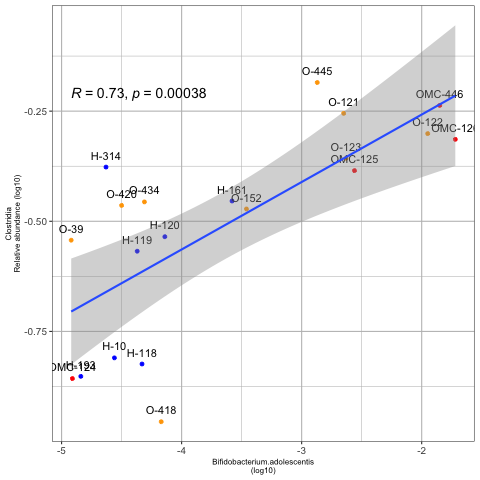 O-445
R = 0.73, p = 0.00038
OMC-446
O-121
O-122
-0.25
O-123
OMC-125
H-314
H-161
O-420
O-434
O-152
H-120
-0.50
O-39
H-119
Clostridia
Relative abundance (log10)
-0.75
H-10
H-118
OMC-124
O-418
-5
-4
-3
-2
Bifidobacterium.adolescentis
(log10)